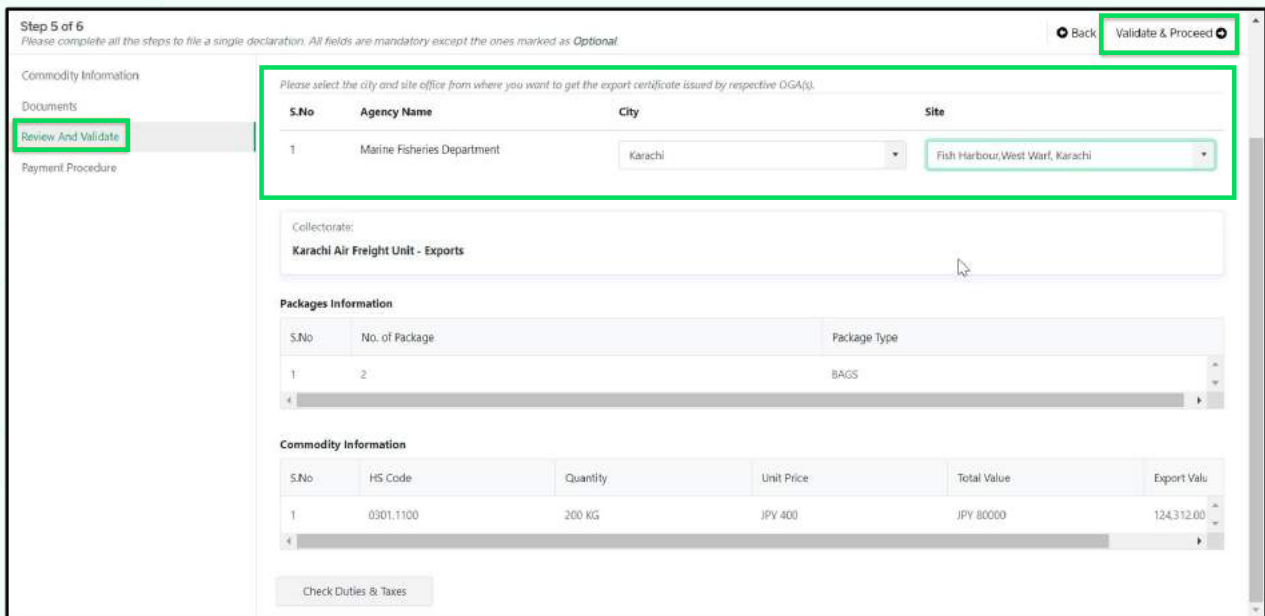 Step 5 of 6
Please complete all the steps to file a single declaration. All fields are mandatory except the ones marked as Optional.
Back Validate & Proceed
Commodity Information
Documents
Review And Validate
Payment Procedure
Please select the city and site office from where you want to get the export certificate issued by respective OGA(s).
S.No Agency Name City Site
1 Marine Fisheries Department Karachi Fish Harbour,West Warf, Karachi
Collectorate:
Karachi Air Freight Unit - Exports
Packages Information
S.No No. of Package Package Type
1 2 BAGS
Commodity Information
S.No HS Code Quantity Unit Price Total Value Export Valu
1 0301.1100 200 KG JPY 400 JPY 80000 124,312.00
Check Duties & Taxes